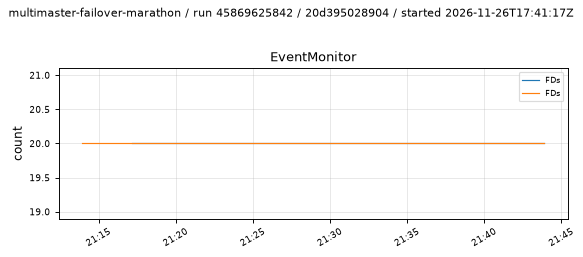 multimaster-failover-marathon / run 45869625842 / 20d395028904 / started 2026-11-26T17:41:17Z
EventMonitor
21.0
20.5
20.0
19.5
19.0
count
FDs
FDs
21:15
21:20
21:25
21:30
21:35
21:40
21:45